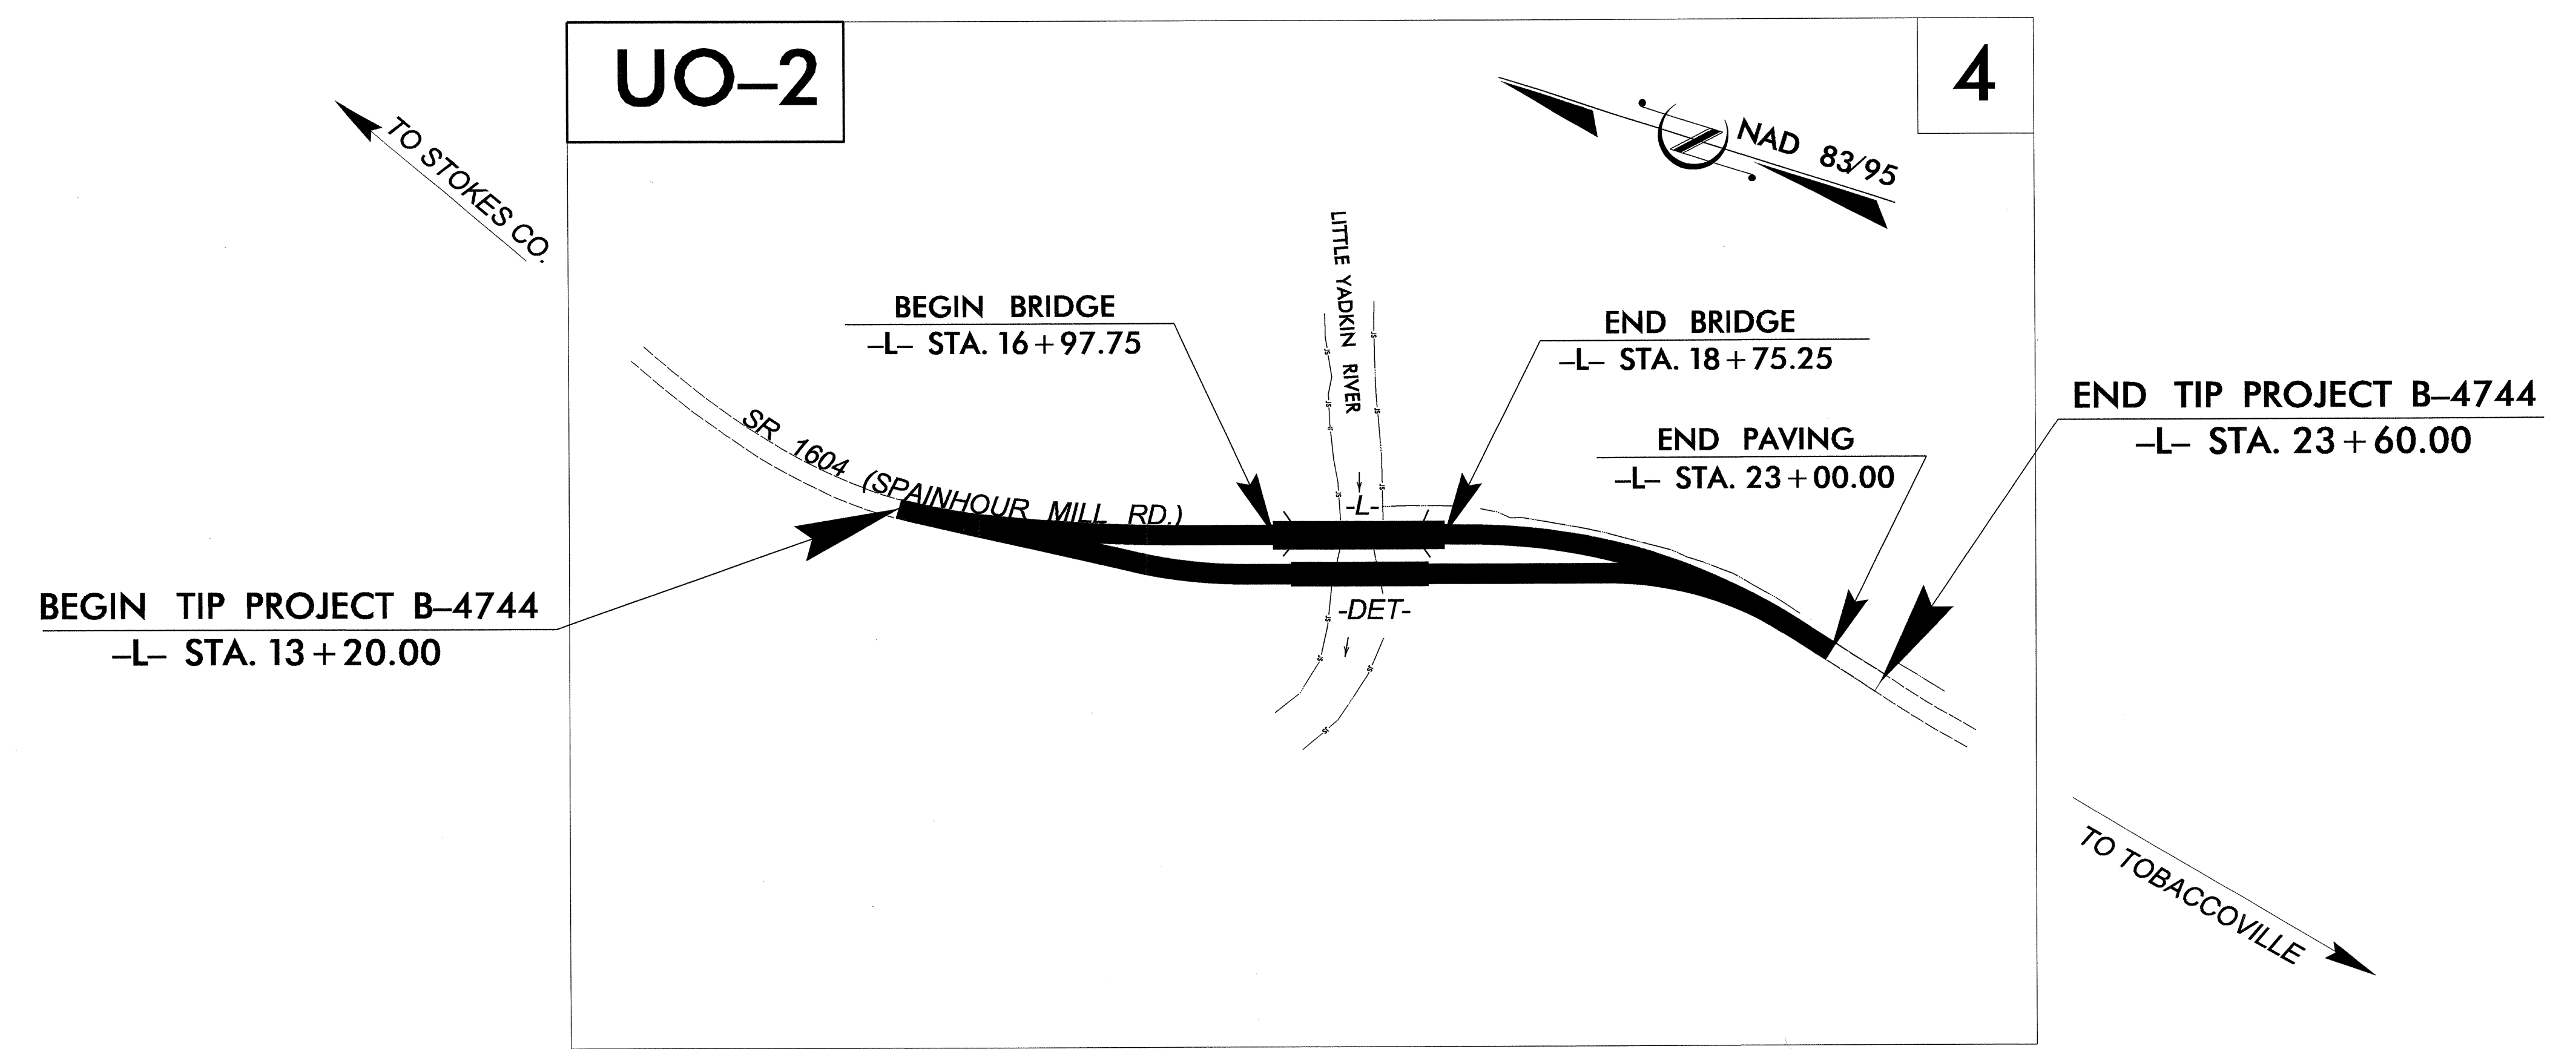 UO–2
4
NAD 83/95
TO STOKES CO.
LITTLE YADKIN RIVER
BEGIN BRIDGE
–L– STA. 16+97.75
END BRIDGE
–L– STA. 18+75.25
END TIP PROJECT B–4744
–L– STA. 23+60.00
END PAVING
–L– STA. 23+00.00
SR 1604 (SPAINHOUR MILL RD.)
-L-
BEGIN TIP PROJECT B–4744
–L– STA. 13+20.00
-DET-
TO TOBACCOVILLE